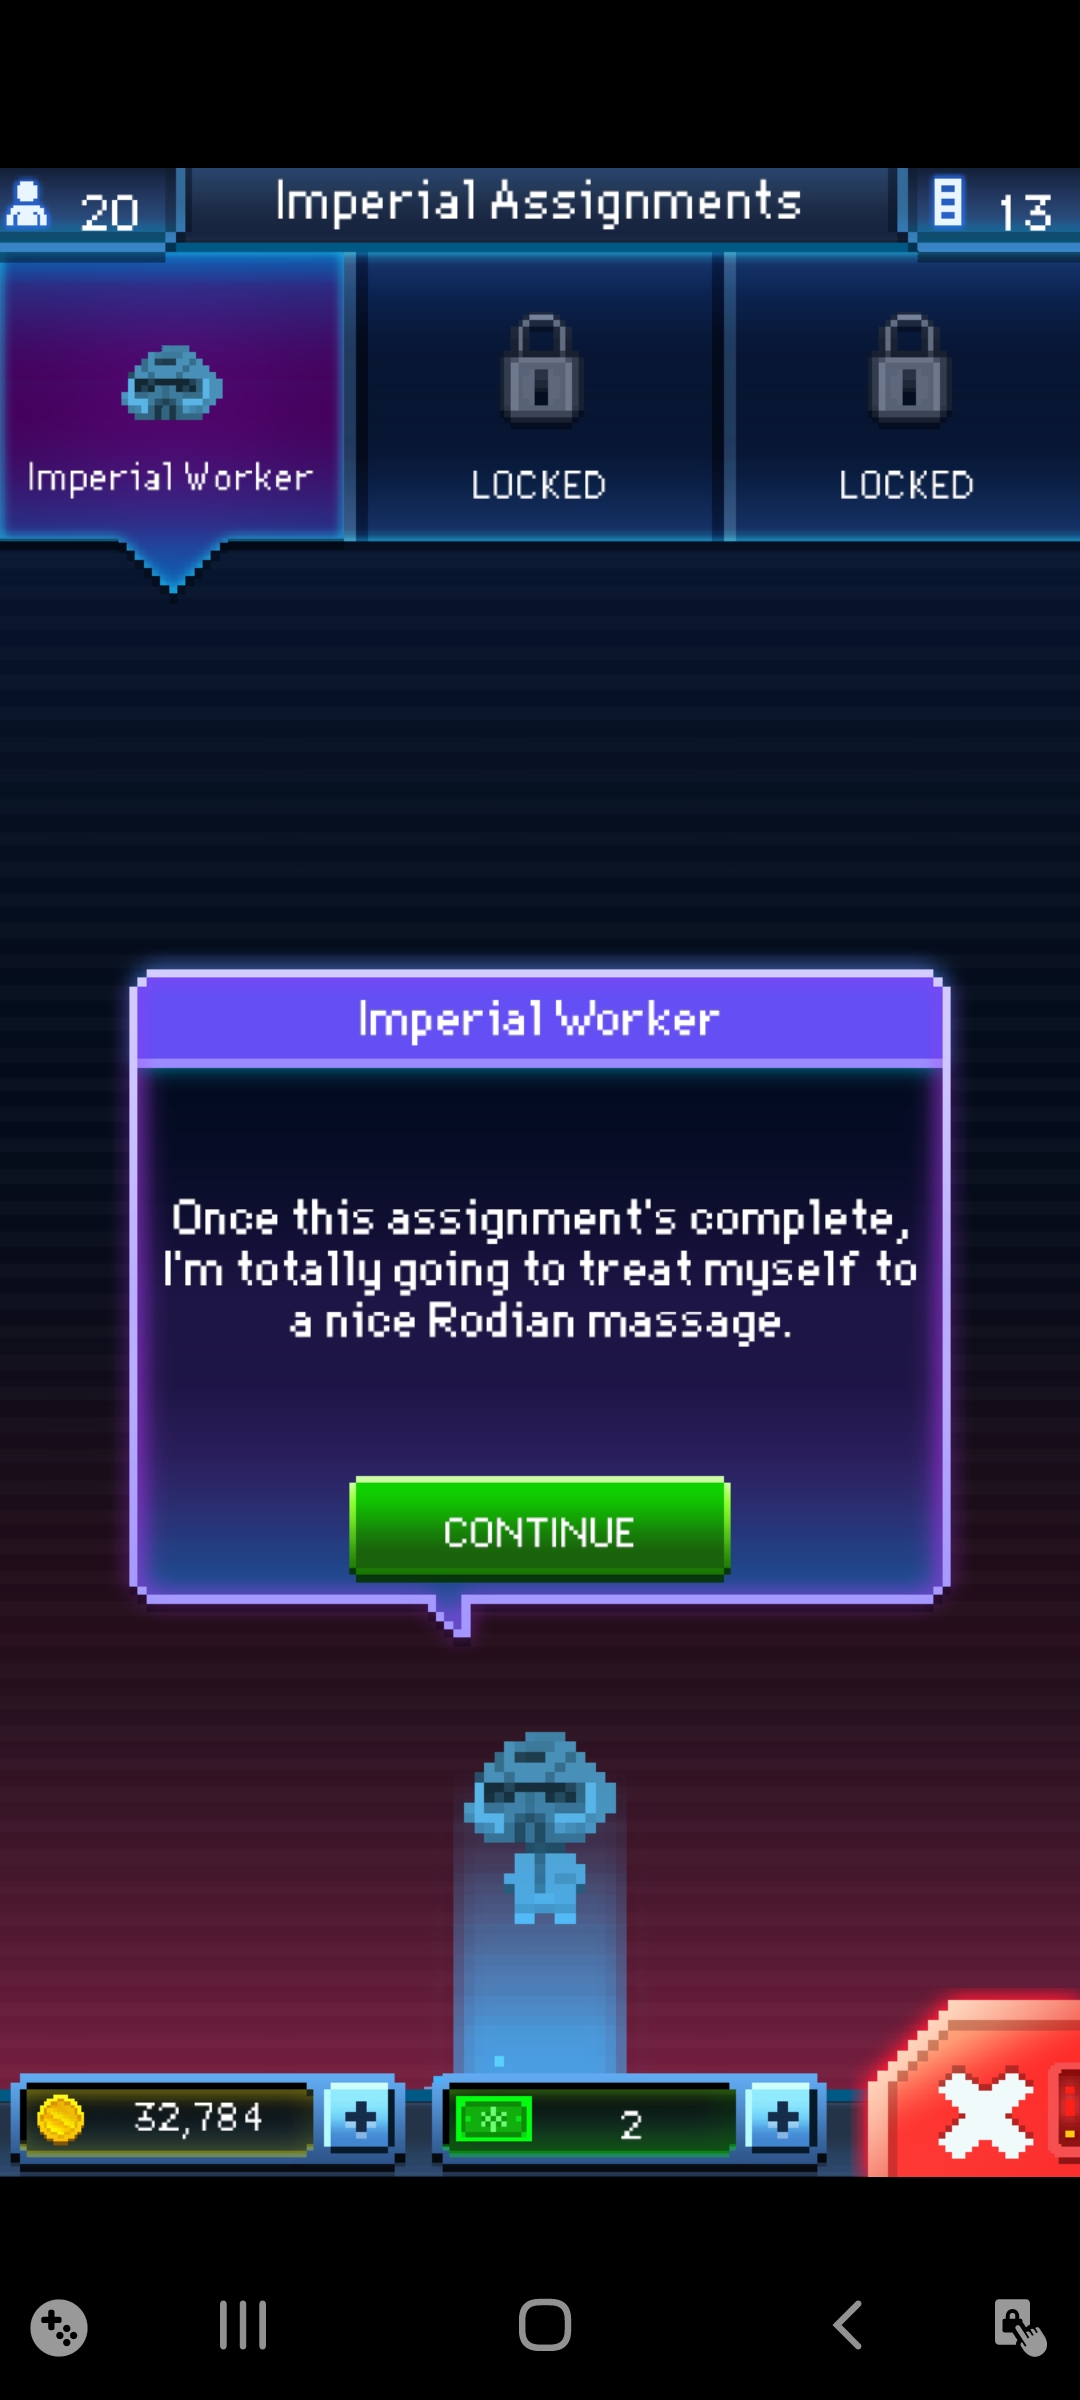 20
Imperial Assignments
13
Imperial Worker
LOCKED
LOCKED
Imperial Worker
Once this assignment's complete,
I'm totally going to treat myself to
a nice Rodian massage.
CONTINUE
32,784
2